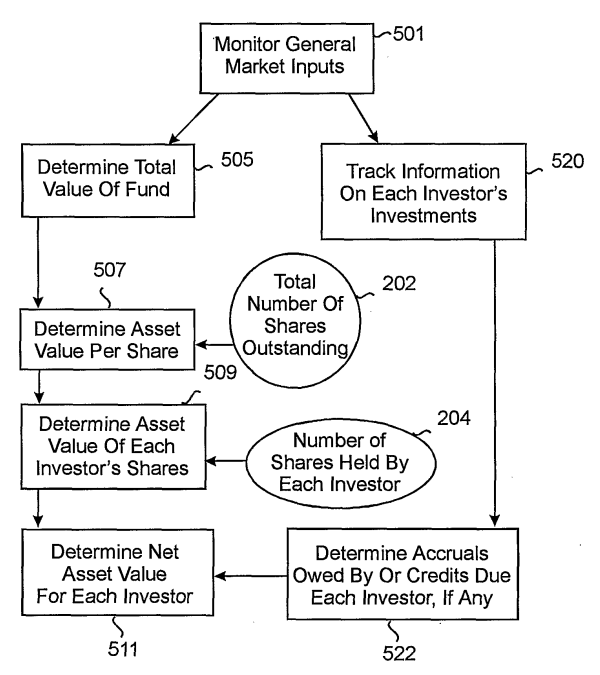 501
Monitor General
Market Inputs
505
Determine Total
Value Of Fund
520
Track Information
On Each Investor's
Investments
507
Total
Number Of
Shares
Outstanding
202
Determine Asset
Value Per Share
509
Determine Asset
Value Of Each
Investor's Shares
204
Number of
Shares Held By
Each Investor
Determine Net
Asset Value
For Each Investor
511
Determine Accruals
Owed By Or Credits Due
Each Investor, If Any
522